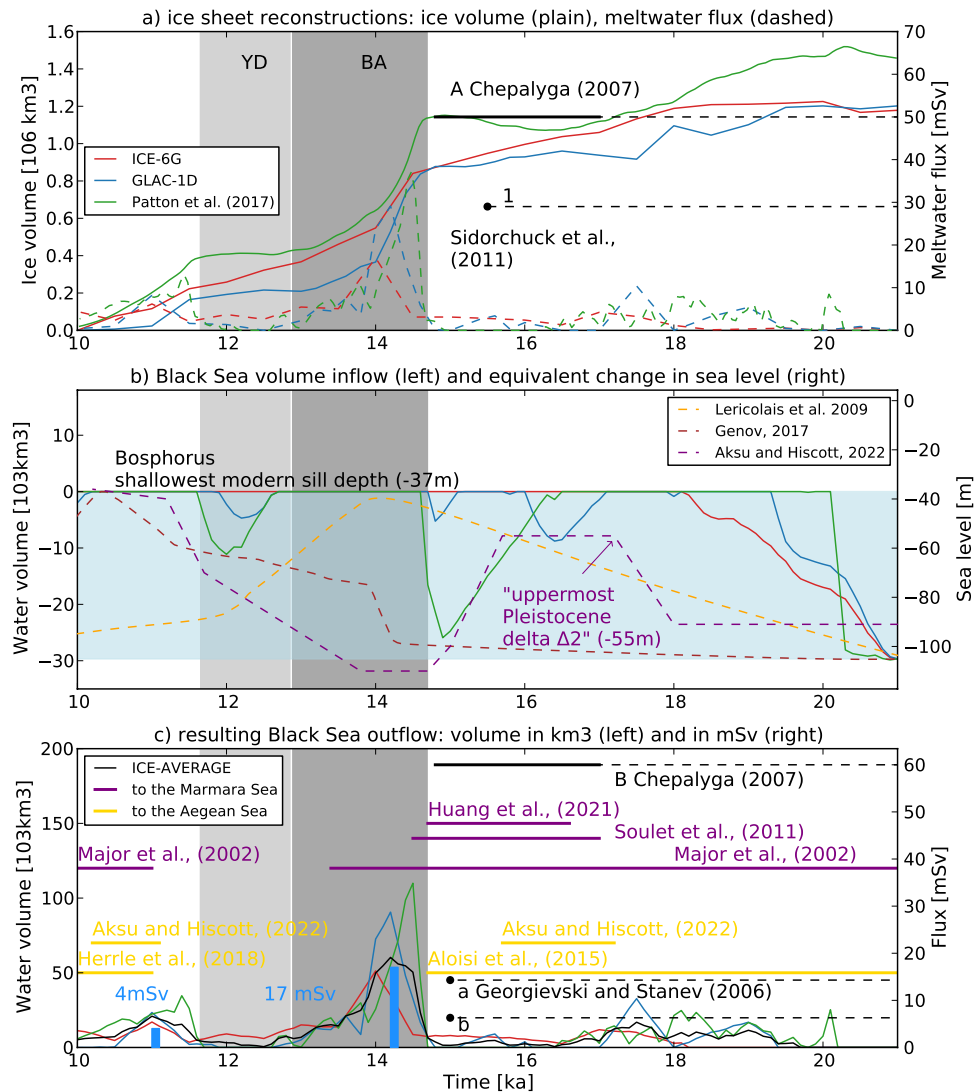 a) ice sheet reconstructions: ice volume (plain), meltwater flux (dashed)
Ice volume [106 km3]
1.6
1.4
1.2
1.0
0.8
0.6
0.4
0.2
0.0
70
60
50
40
30
20
10
0
Meltwater flux [mSv]
YD
BA
A Chepalyga (2007)
ICE-6G
GLAC-1D
Patton et al. (2017)
1
Sidorchuck et al.,
(2011)
10
12
14
16
18
20
b) Black Sea volume inflow (left) and equivalent change in sea level (right)
Water volume [103km3]
10
0
−10
−20
−30
0
−20
−40
−60
−80
−100
Sea level [m]
Lericolais et al. 2009
Genov, 2017
Aksu and Hiscott, 2022
Bosphorus
shallowest modern sill depth (-37m)
"uppermost
Pleistocene
delta Δ2" (-55m)
10
12
14
16
18
20
c) resulting Black Sea outflow: volume in km3 (left) and in mSv (right)
Water volume [103km3]
200
150
100
50
0
60
50
40
30
20
10
0
Flux [mSv]
ICE-AVERAGE
to the Marmara Sea
to the Aegean Sea
B Chepalyga (2007)
Huang et al., (2021)
Soulet et al., (2011)
Major et al., (2002)
Major et al., (2002)
Aksu and Hiscott, (2022)
Aksu and Hiscott, (2022)
Herrle et al., (2018)
Aloisi et al., (2015)
4mSv
17 mSv
a Georgievski and Stanev (2006)
b
10
12
14
16
18
20
Time [ka]